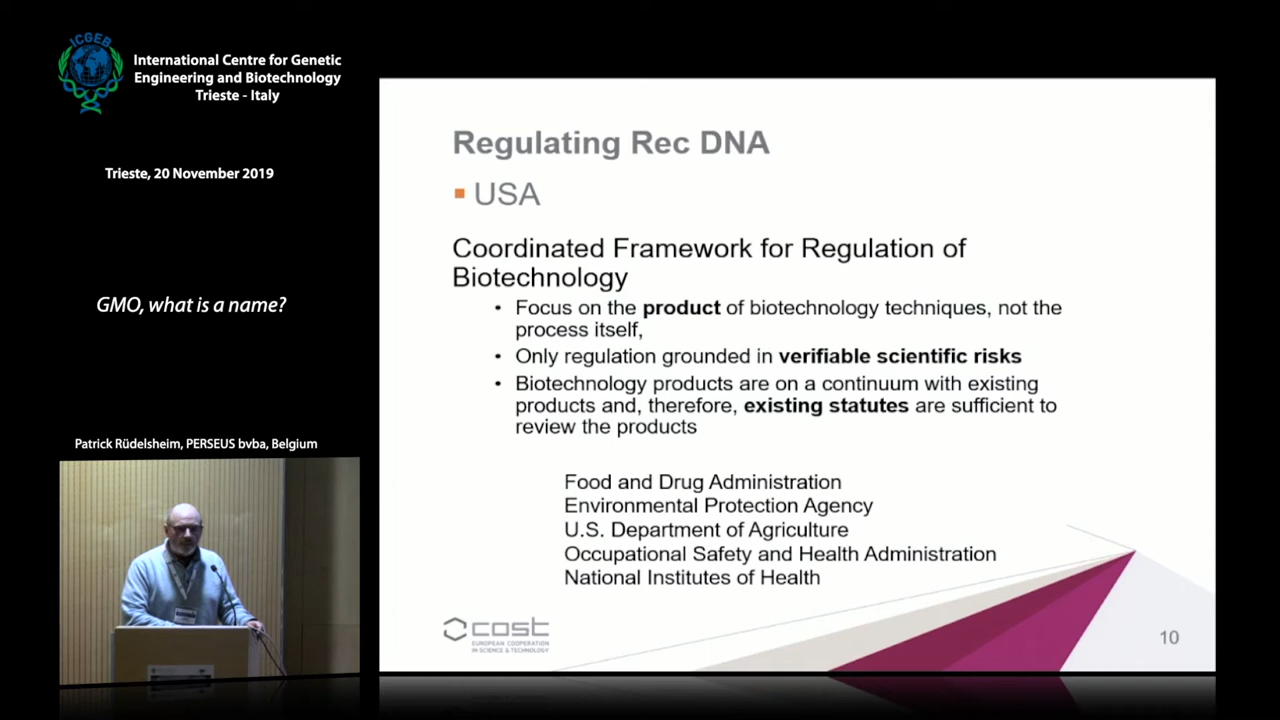 ICGEB
International Centre for Genetic
Engineering and Biotechnology
Trieste - Italy
Trieste, 20 November 2019
GMO, what is a name?
Patrick Rüdelsheim, PERSEUS bvba, Belgium
Regulating Rec DNA
USA
Coordinated Framework for Regulation of
Biotechnology
• Focus on the product of biotechnology techniques, not the
process itself,
• Only regulation grounded in verifiable scientific risks
• Biotechnology products are on a continuum with existing
products and, therefore, existing statutes are sufficient to
review the products
Food and Drug Administration
Environmental Protection Agency
U.S. Department of Agriculture
Occupational Safety and Health Administration
National Institutes of Health
cost
EUROPEAN COOPERATION
IN SCIENCE & TECHNOLOGY
10